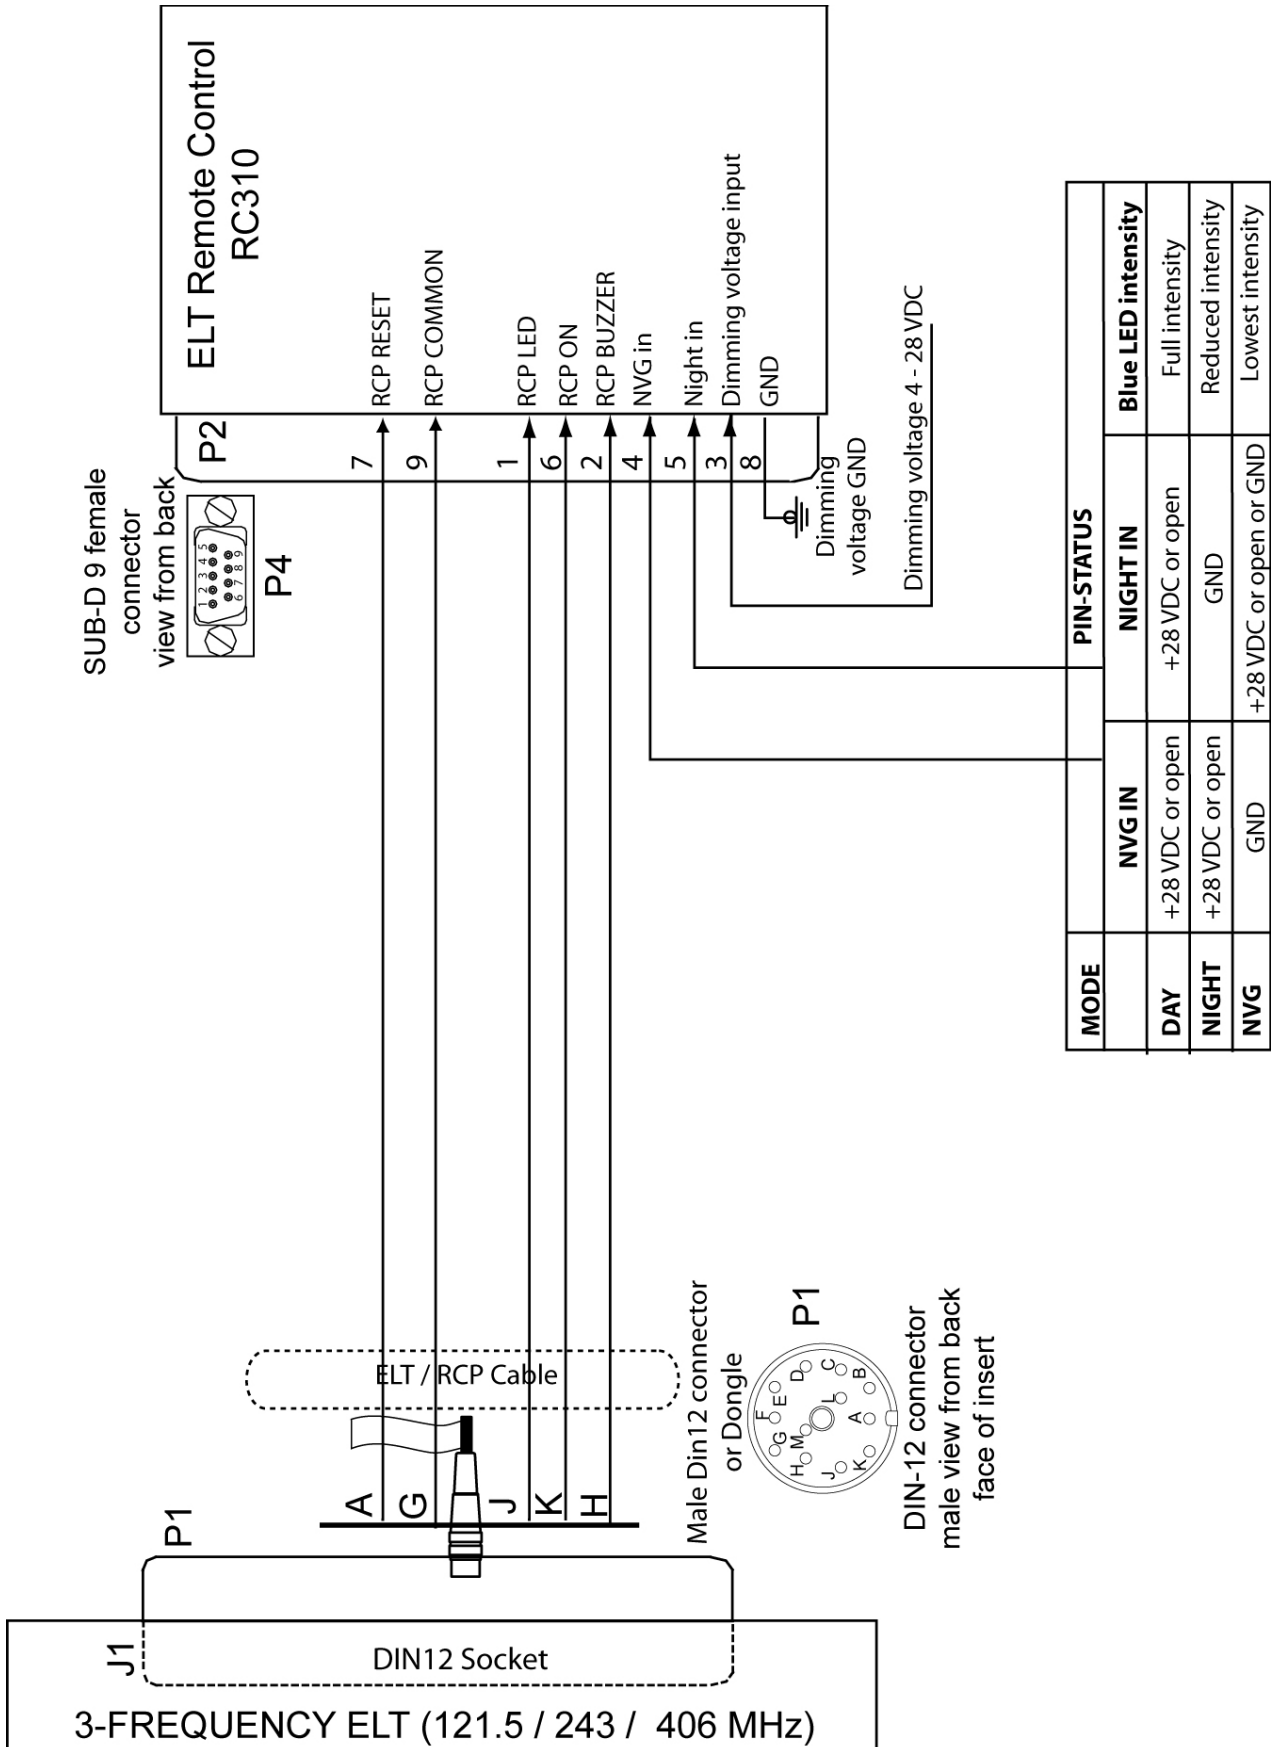 ELT Remote Control
RC310
RCP RESET
RCP COMMON
RCP LED
RCP ON
RCP BUZZER
NVG in
Night in
Dimming voltage input
GND
P2
7
9
1
6
2
4
5
3
8
SUB-D 9 female
connector
view from back
1 2 3 4 5
6 7 8 9
P4
Dimming
voltage GND
Dimming voltage 4 - 28 VDC
MODE PIN-STATUS
NVG IN NIGHT IN Blue LED intensity
DAY +28 VDC or open +28 VDC or open Full intensity
NIGHT +28 VDC or open GND Reduced intensity
NVG GND +28 VDC or open or GND Lowest intensity
ELT / RCP Cable
A
G
J
K
H
P1
Male Din12 connector
or Dongle
P1
A
B
C
D
E
F
G
H
J
K
L
M
DIN-12 connector
male view from back
face of insert
J1
DIN12 Socket
3-FREQUENCY ELT (121.5 / 243 / 406 MHz)